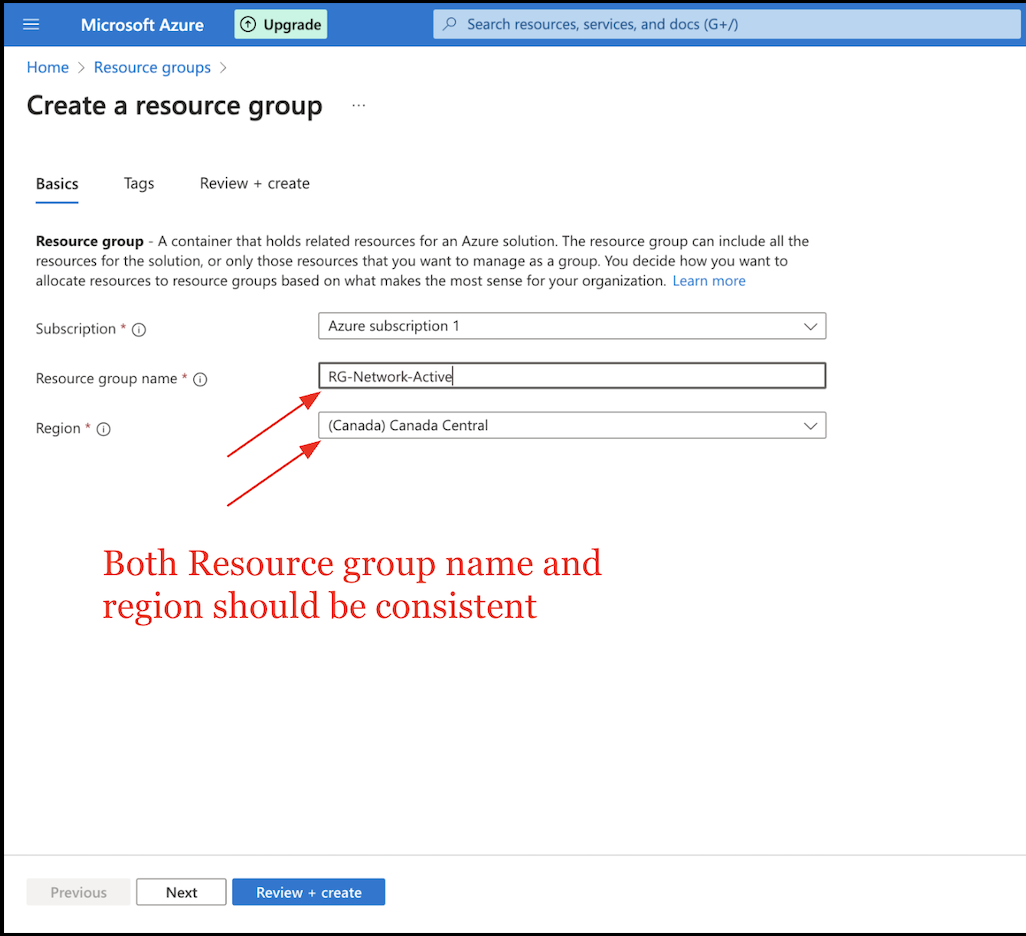 Microsoft Azure
Upgrade
Search resources, services, and docs (G+/)
Home > Resource groups >
Create a resource group ...
Basics Tags Review + create
Resource group - A container that holds related resources for an Azure solution. The resource group can include all the
resources for the solution, or only those resources that you want to manage as a group. You decide how you want to
allocate resources to resource groups based on what makes the most sense for your organization. Learn more
Subscription *
Azure subscription 1
Resource group name *
RG-Network-Active
Region *
(Canada) Canada Central
Both Resource group name and
region should be consistent
Previous Next Review + create